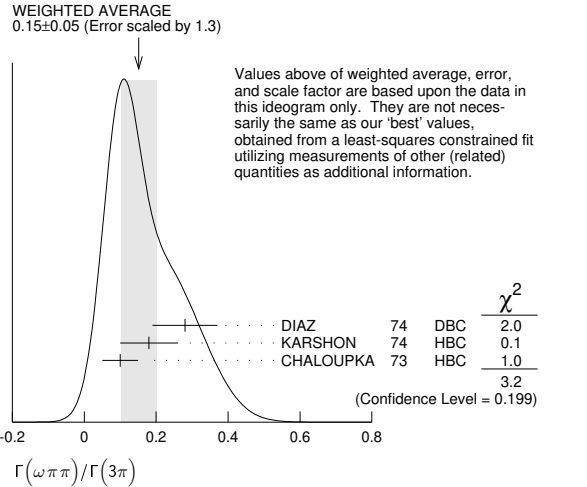 WEIGHTED AVERAGE
0.15±0.05 (Error scaled by 1.3)
Values above of weighted average, error,
and scale factor are based upon the data in
this ideogram only. They are not neces-
sarily the same as our ‘best’ values,
obtained from a least-squares constrained fit
utilizing measurements of other (related)
quantities as additional information.
χ²
DIAZ 74 DBC 2.0
KARSHON 74 HBC 0.1
CHALOUPKA 73 HBC 1.0
3.2
(Confidence Level = 0.199)
-0.2 0 0.2 0.4 0.6 0.8
Γ(ωππ)/Γ(3π)